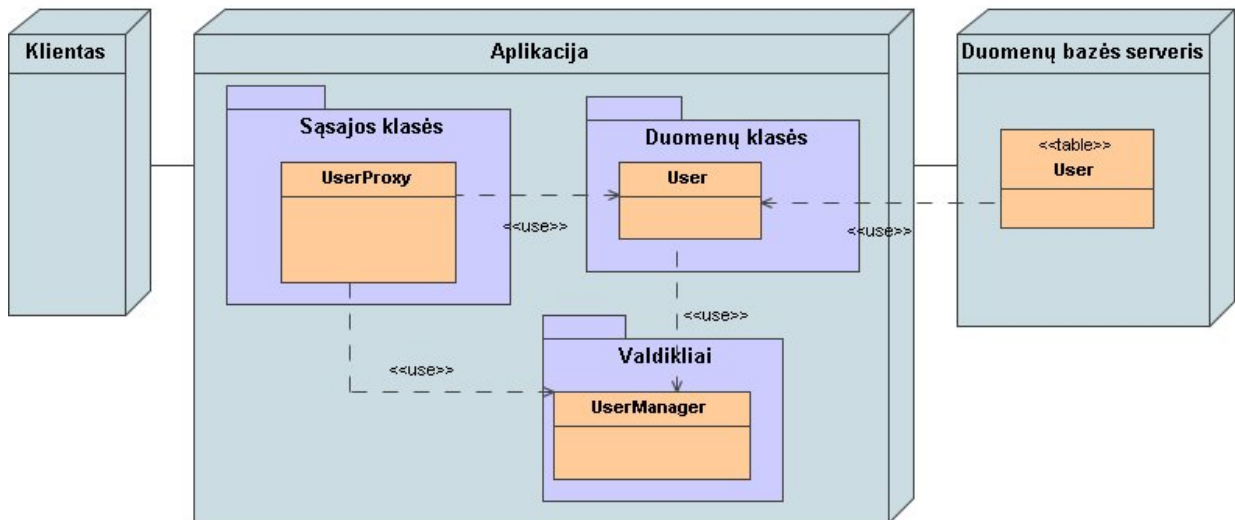 Klientas
Aplikacija
Duomenų bazės serveris
Sąsajos klasės
Duomenų klasės
<<table>>
User
UserProxy
User
<<use>>
<<use>>
<<use>>
Valdikliai
<<use>>
UserManager